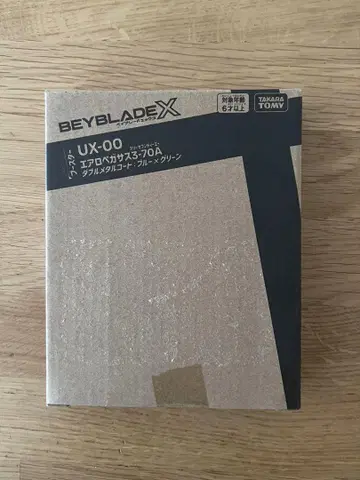 BEYBLADE X
ベイブレードエックス
対象年齢
6才以上
TAKARA
TOMY
ブースター
UX-00
エアロペガサス3-70A
ダブルメタルコート:ブルー×グリーン